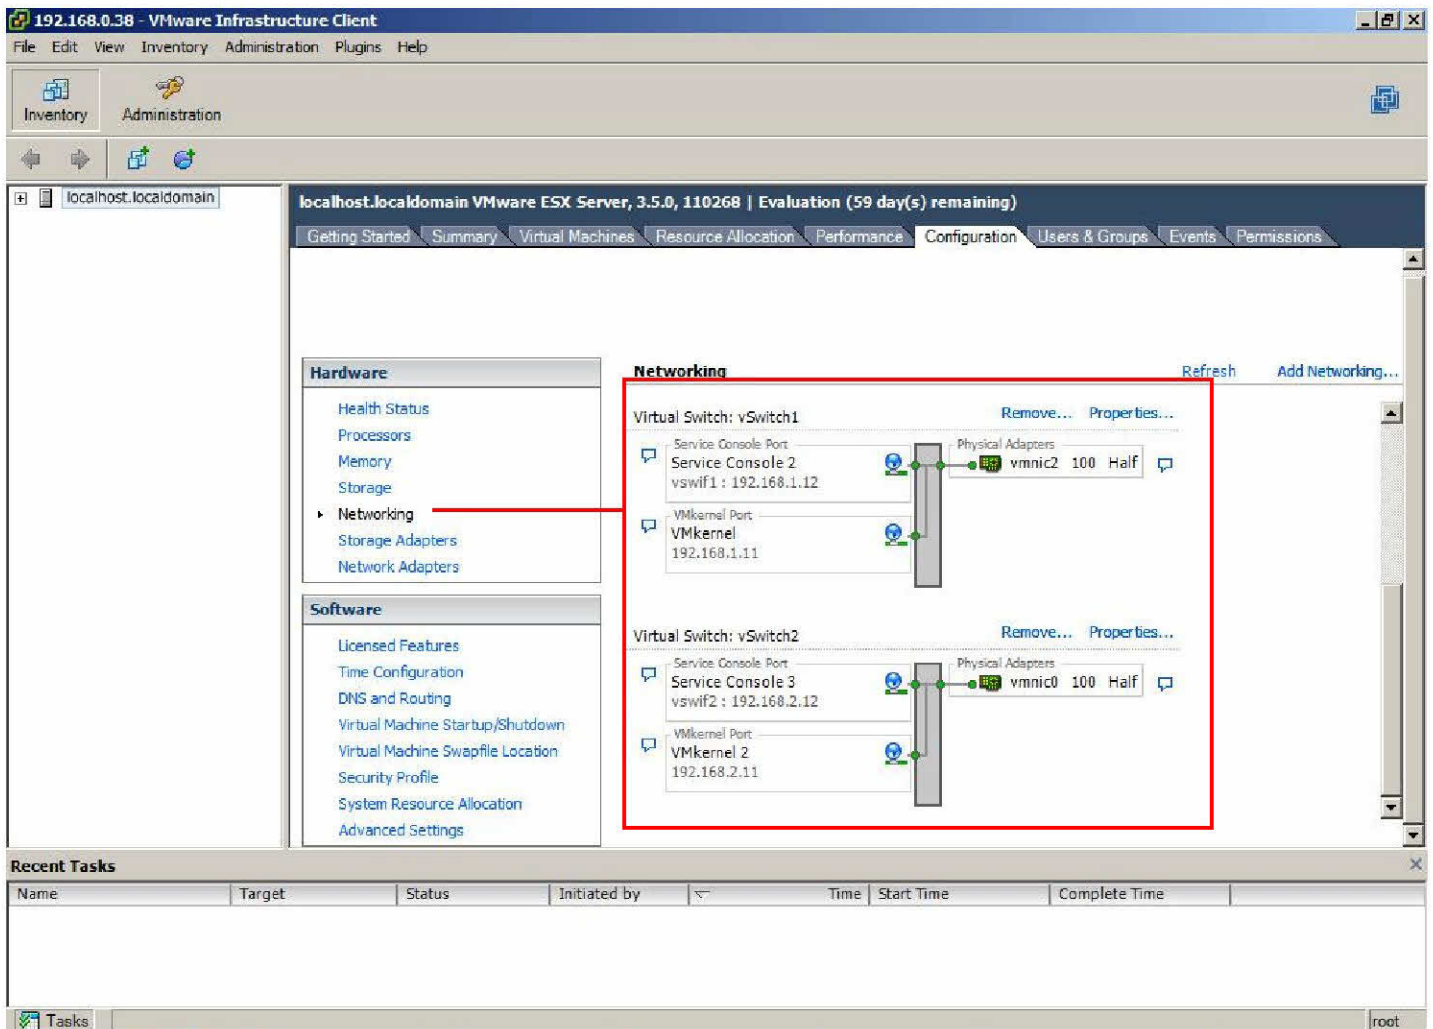 192.168.0.38 - VMware Infrastructure Client
File Edit View Inventory Administration Plugins Help
Inventory Administration
localhost.localdomain
localhost.localdomain VMware ESX Server, 3.5.0, 110268 | Evaluation (59 day(s) remaining)
Getting Started Summary Virtual Machines Resource Allocation Performance Configuration Users & Groups Events Permissions
Hardware
Health Status
Processors
Memory
Storage
Networking
Storage Adapters
Network Adapters
Software
Licensed Features
Time Configuration
DNS and Routing
Virtual Machine Startup/Shutdown
Virtual Machine Swapfile Location
Security Profile
System Resource Allocation
Advanced Settings
Networking Refresh Add Networking...
Virtual Switch: vSwitch1 Remove... Properties...
Service Console Port Physical Adapters
Service Console 2 vmnic2 100 Half
vswif1 : 192.168.1.12
VMkernel Port
VMkernel
192.168.1.11
Virtual Switch: vSwitch2 Remove... Properties...
Service Console Port Physical Adapters
Service Console 3 vmnic0 100 Half
vswif2 : 192.168.2.12
VMkernel Port
VMkernel 2
192.168.2.11
Recent Tasks
Name Target Status Initiated by Time Start Time Complete Time
Tasks root